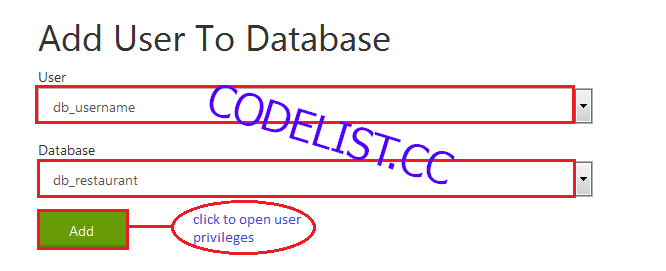 Add User To Database
User
db_username
CODELIST.CC
Database
db_restaurant
Add
click to open user
privileges